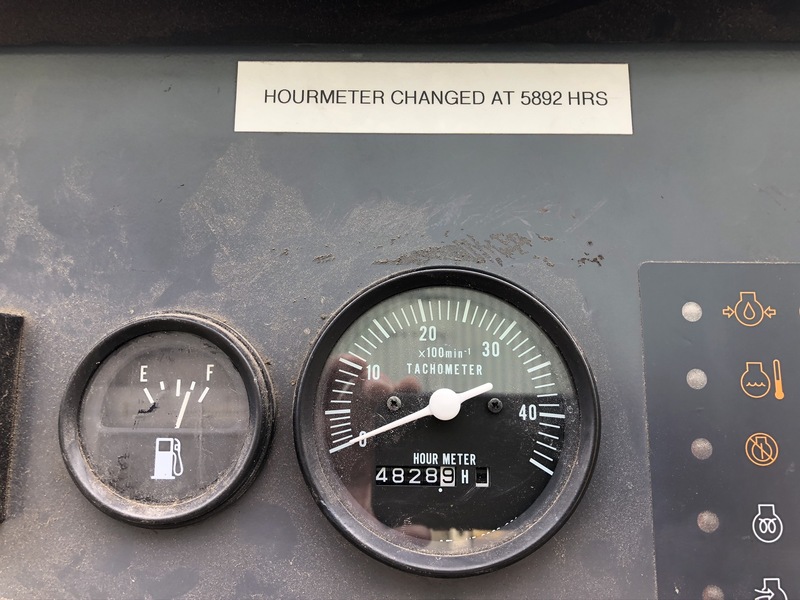 HOURMETER CHANGED AT 5892 HRS
E F
20
×100min⁻¹
30
10
TACHOMETER
40
0
HOUR METER
48289 H